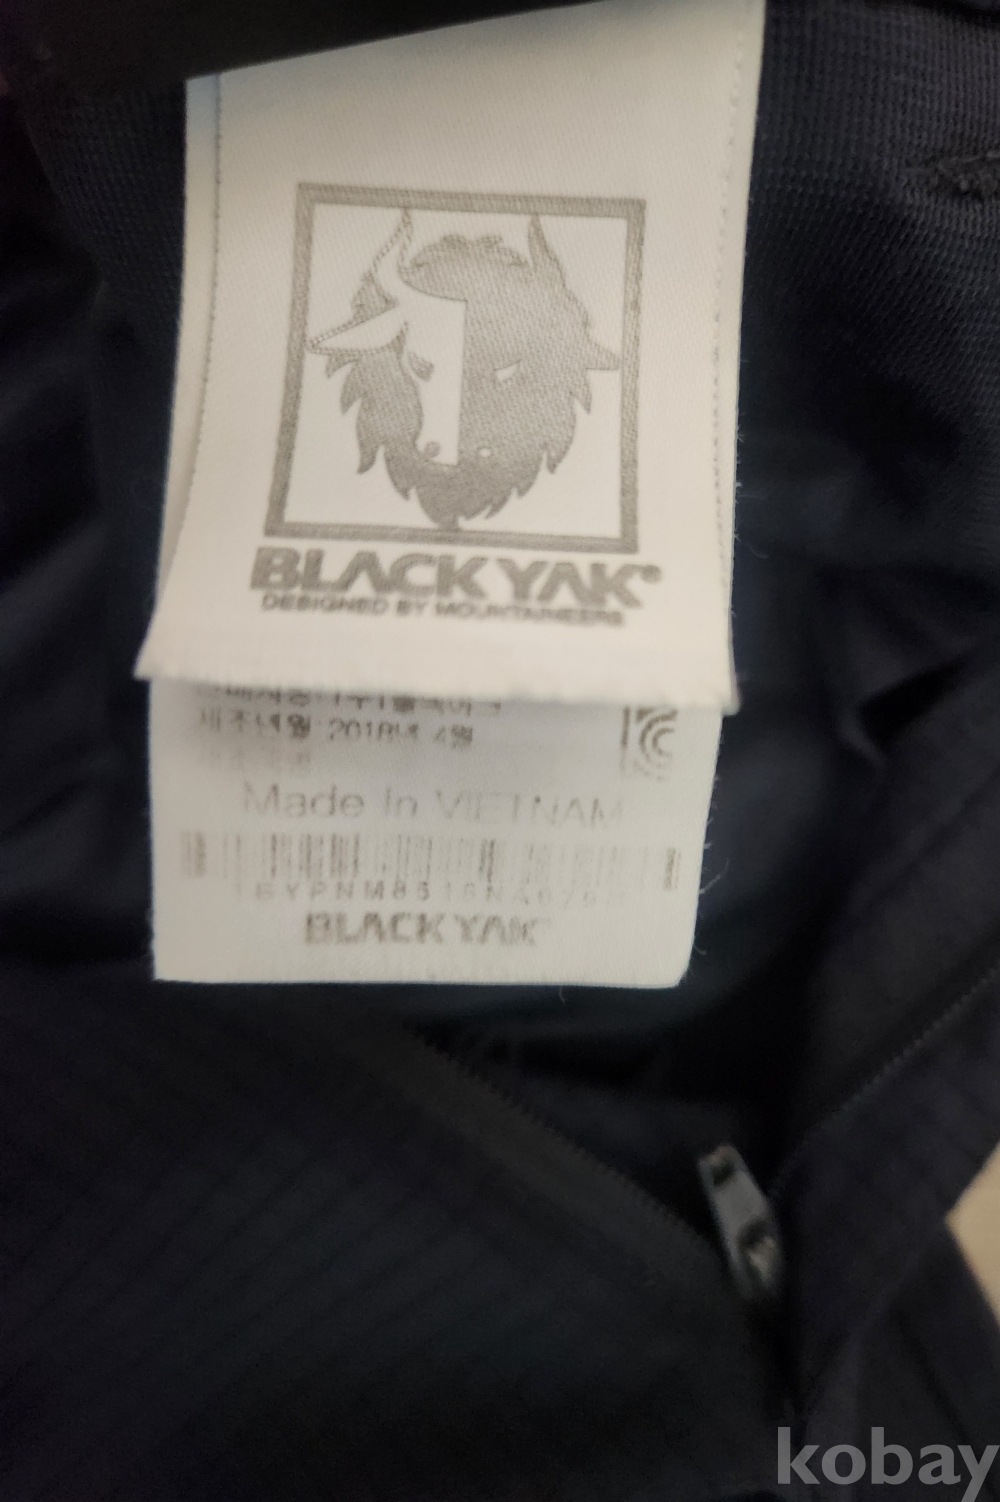 BLACKYAK®
DESIGNED BY MOUNTAINEERS
제조년월: 2018년 4월
Made in VIETNAM
BLACKYAK
kobay